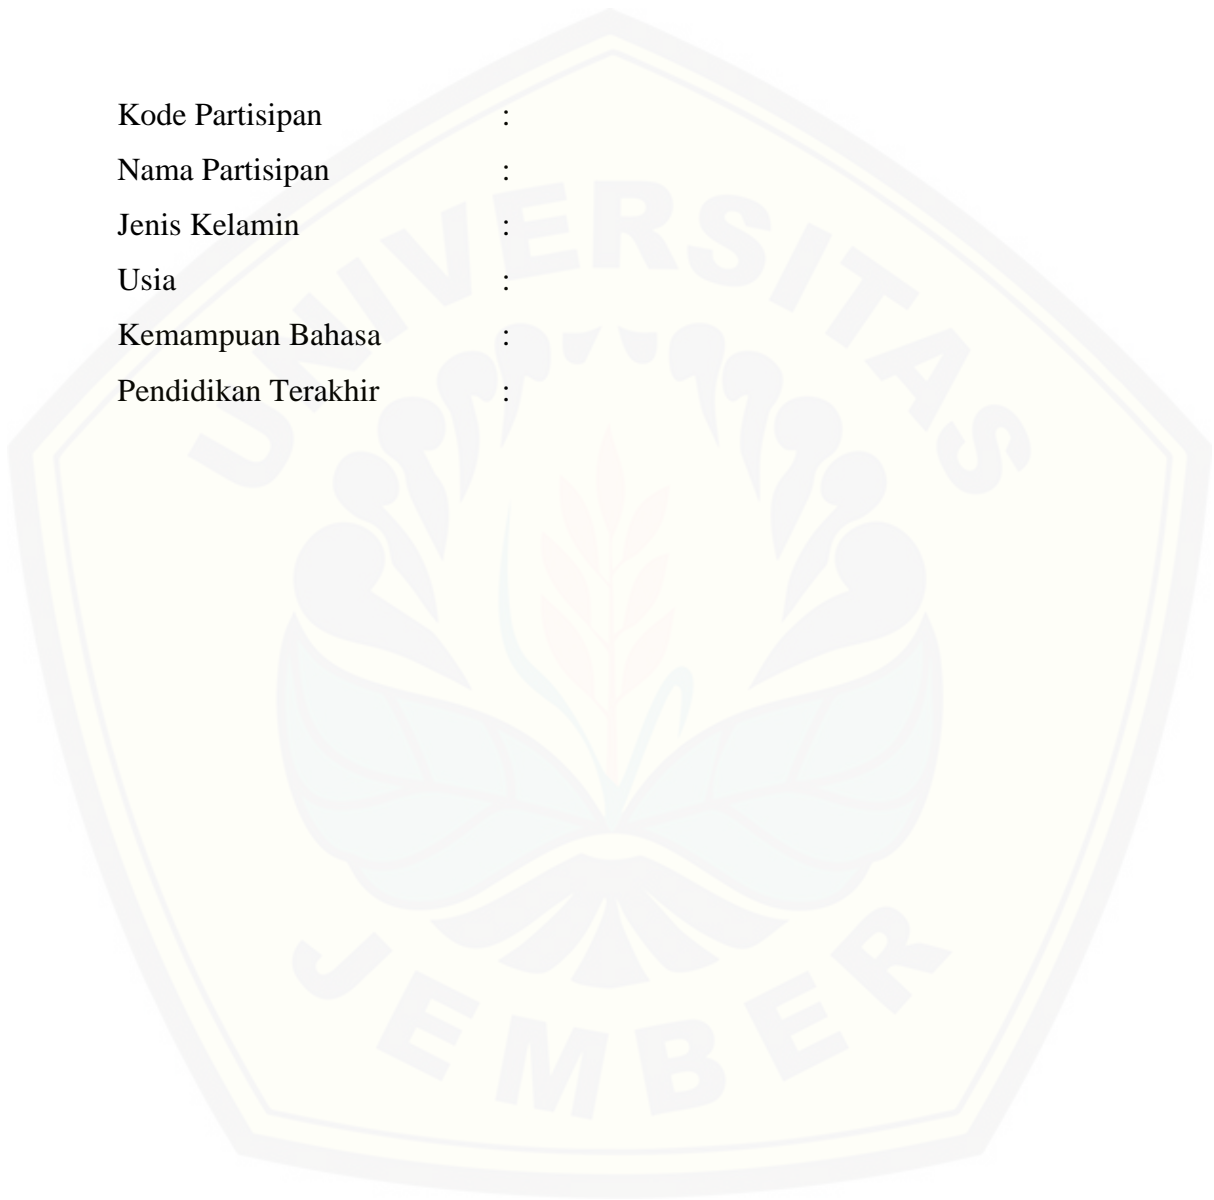 Kode Partisipan :
Nama Partisipan :
Jenis Kelamin :
Usia :
Kemampuan Bahasa :
Pendidikan Terakhir :
UNIVERSITAS
JEMBER